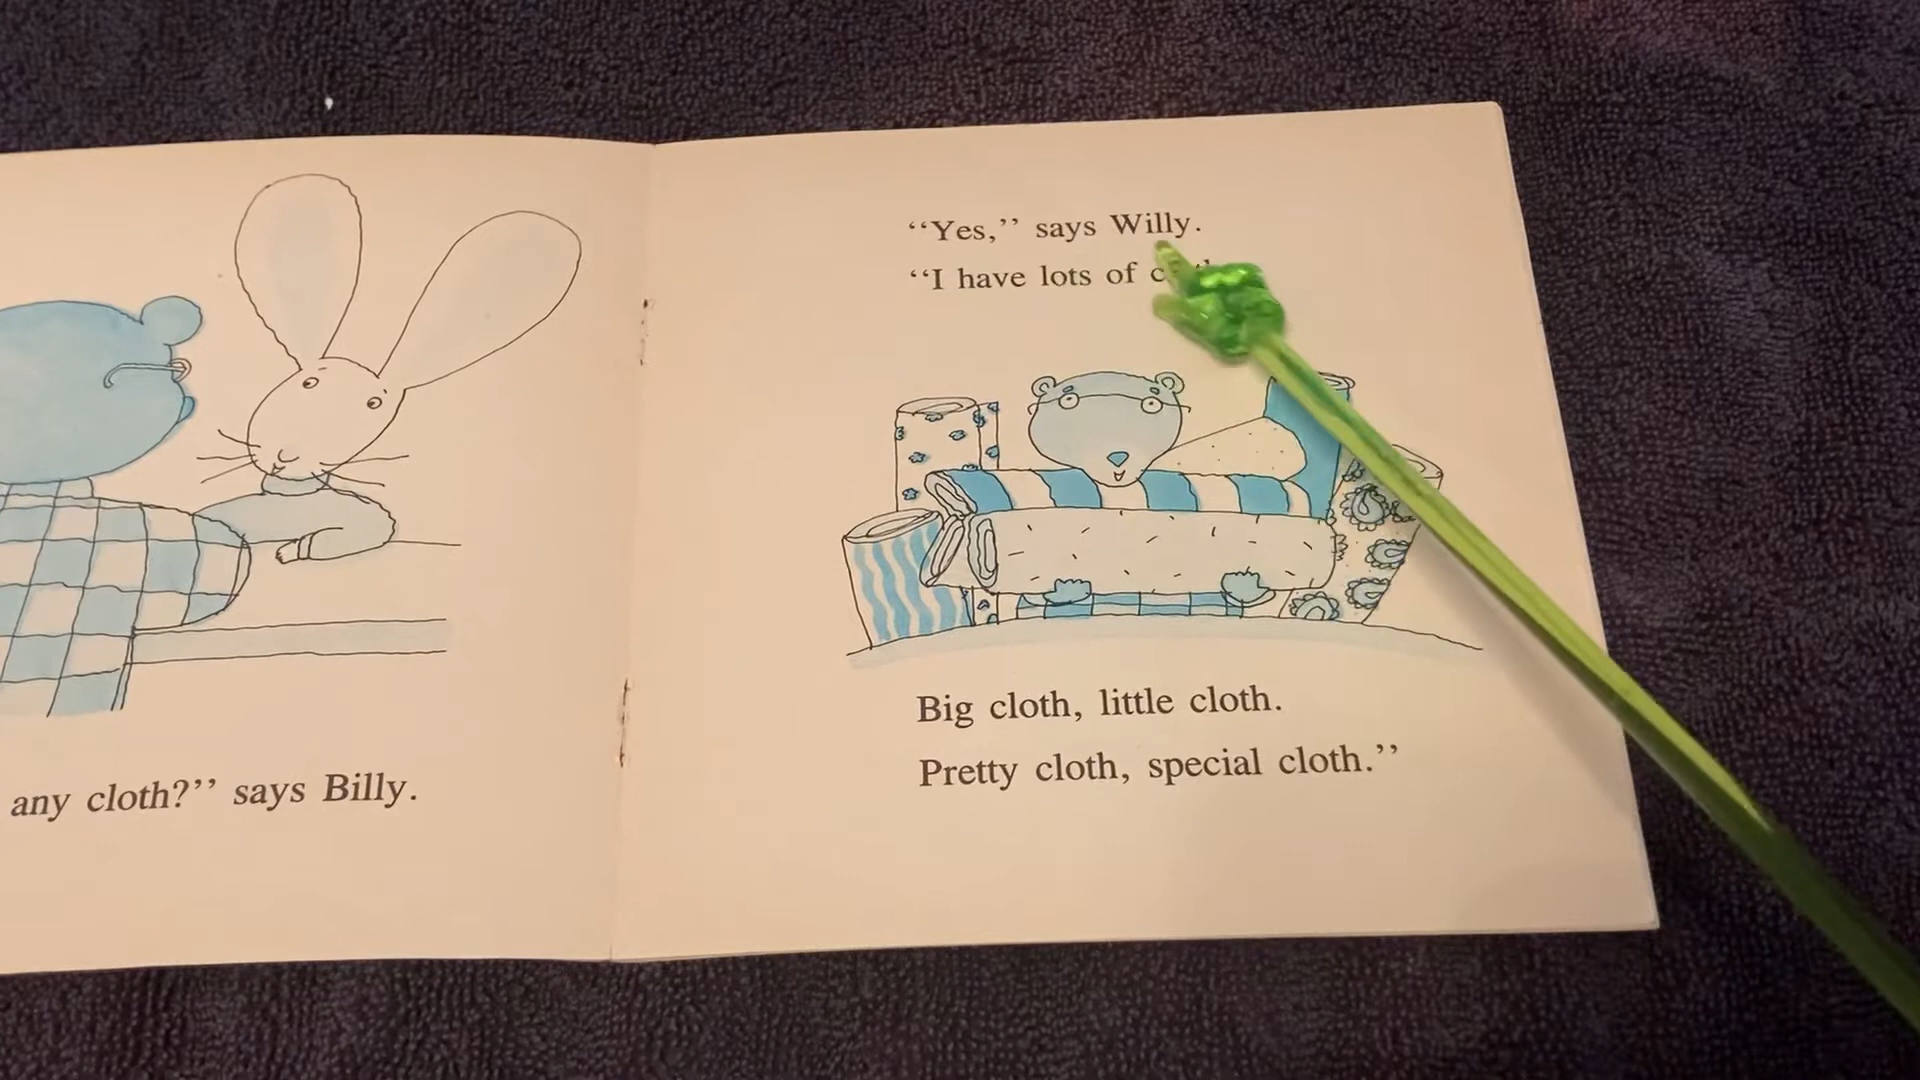 any cloth?’’ says Billy.
‘‘Yes,’’ says Willy.
‘‘I have lots of
Big cloth, little cloth.
Pretty cloth, special cloth.’’